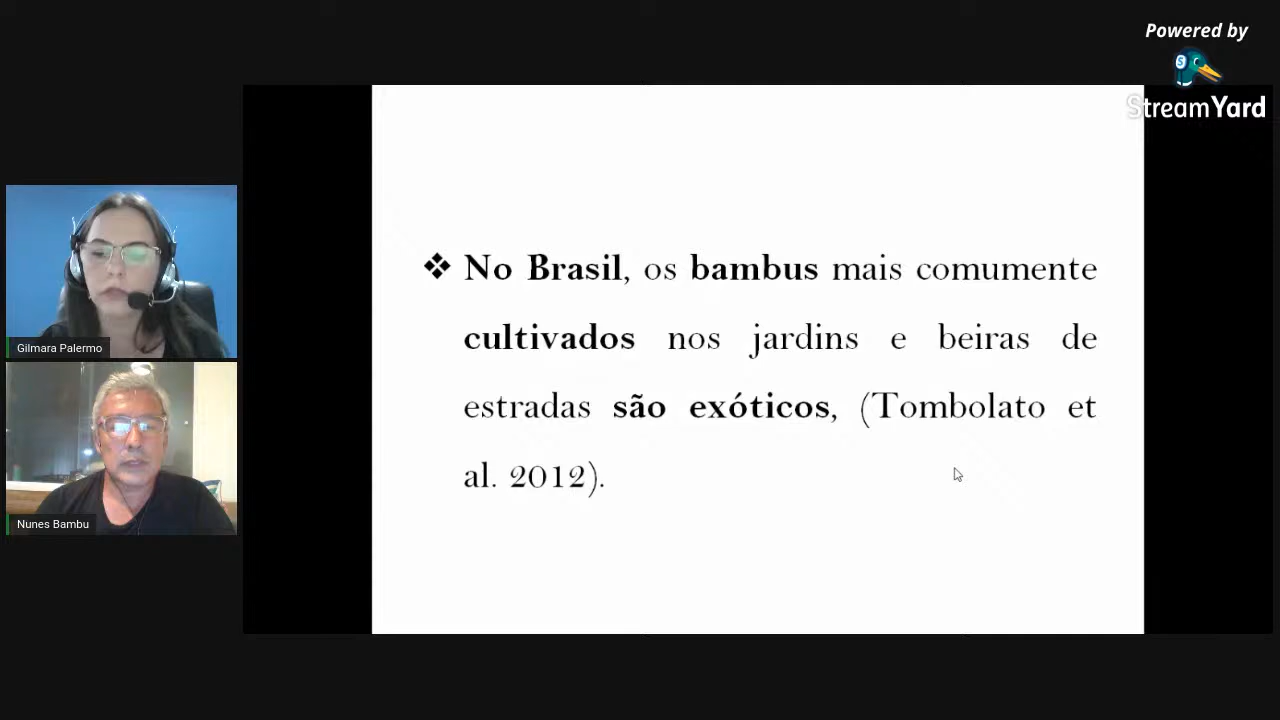 Powered by
StreamYard
❖ No Brasil, os bambus mais comumente
cultivados nos jardins e beiras de
estradas são exóticos, (Tombolato et
al. 2012).
Gilmara Palermo
Nunes Bambu